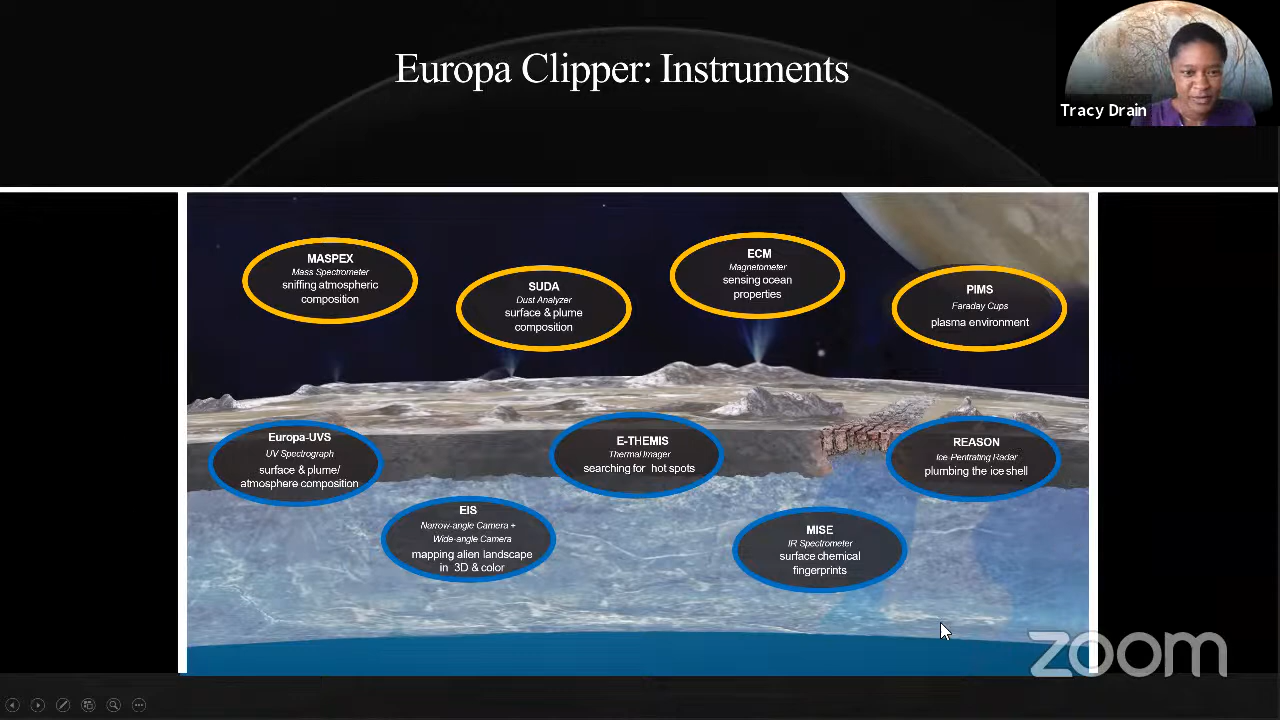 Europa Clipper: Instruments
Tracy Drain
MASPEX
Mass Spectrometer
sniffing atmospheric
composition
SUDA
Dust Analyzer
surface & plume
composition
ECM
Magnetometer
sensing ocean
properties
PIMS
Faraday Cups
plasma environment
Europa-UVS
UV Spectrograph
surface & plume/
atmosphere composition
E-THEMIS
Thermal Imager
searching for hot spots
REASON
Ice-Pentrating Radar
plumbing the ice shell
EIS
Narrow-angle Camera +
Wide-angle Camera
mapping alien landscape
in 3D & color
MISE
IR Spectrometer
surface chemical
fingerprints
zoom